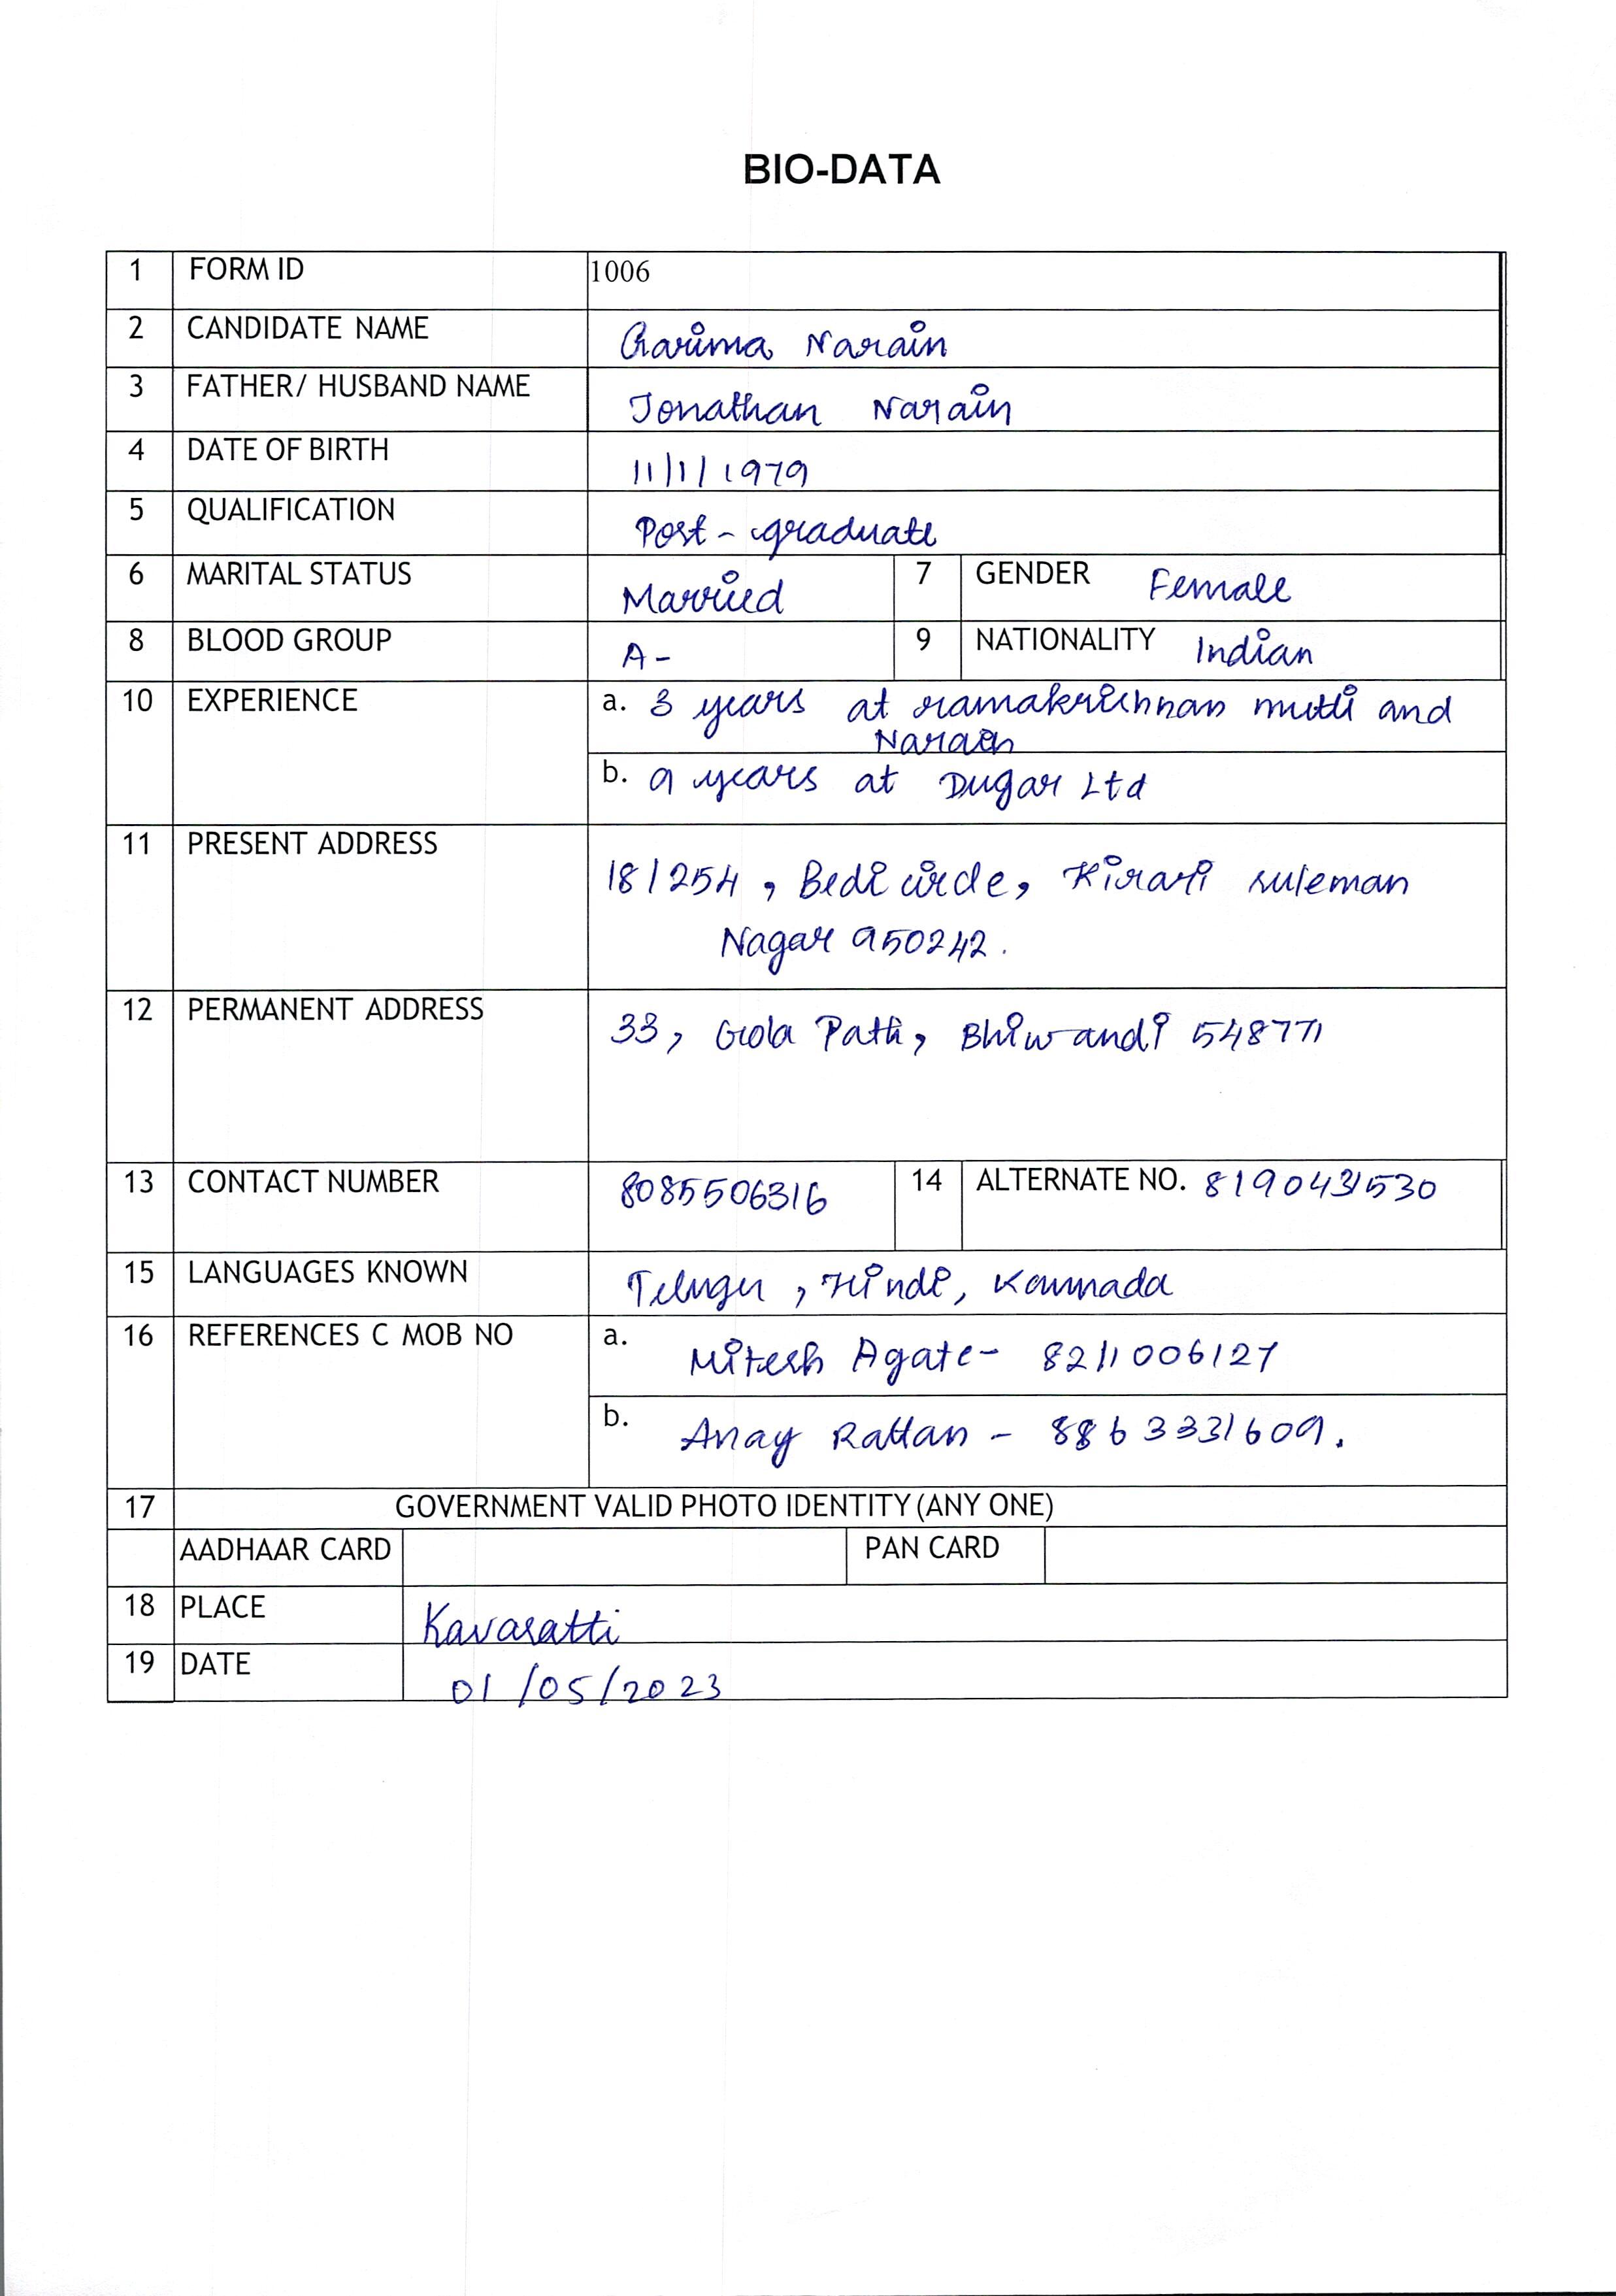 BIO-DATA
1 FORM ID 1006
2 CANDIDATE NAME Garima Narain
3 FATHER/ HUSBAND NAME Jonathan Narain
4 DATE OF BIRTH 11/1/1979
5 QUALIFICATION Post-graduate
6 MARITAL STATUS Married 7 GENDER Female
8 BLOOD GROUP A- 9 NATIONALITY Indian
10 EXPERIENCE a. 3 years at ramakrishnan mutti and
Narain
b. 9 years at Dugar Ltd
11 PRESENT ADDRESS
18/254, Bedi circle, Kirari suleman
Nagar 950242.
12 PERMANENT ADDRESS 33, Gola Path, Bhiwandi 548771
13 CONTACT NUMBER 8085506316 14 ALTERNATE NO. 8190431530
15 LANGUAGES KNOWN Telugu, Hindi, Kannada
16 REFERENCES C MOB NO a. Mitesh Agate- 8211006127
b. Anay Rattan - 8863331609.
17 GOVERNMENT VALID PHOTO IDENTITY (ANY ONE)
AADHAAR CARD PAN CARD
18 PLACE Kavaratti
19 DATE 01/05/2023